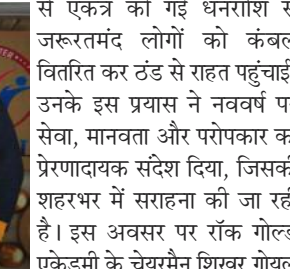 से एकत्र की गई धनराशि स
जरूरतमंद लोगों को कंबल
वितरित कर ठंड से राहत पहुंचाई
उनके इस प्रयास ने नववर्ष प
सेवा, मानवता और परोपकार क
प्रेरणादायक संदेश दिया, जिसकी
शहरभर में सराहना की जा रही
है। इस अवसर पर रॉक गोल्ड
एकेडमी के चेयरमैन शिखर गोयल